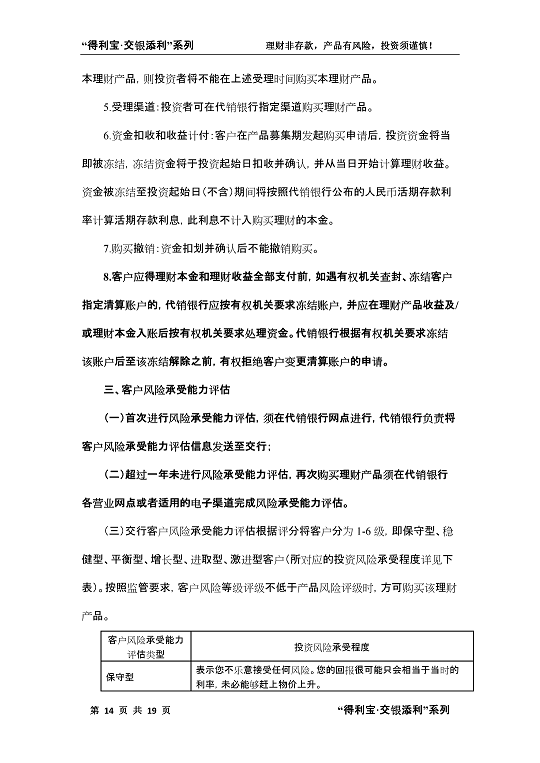 “得利宝·交银添利”系列 理财非存款，产品有风险，投资须谨慎！
本理财产品，则投资者将不能在上述受理时间购买本理财产品。
5.受理渠道：投资者可在代销银行指定渠道购买理财产品。
6.资金扣收和收益计付：客户在产品募集期发起购买申请后，投资资金将当
即被冻结，冻结资金将于投资起始日扣收并确认，并从当日开始计算理财收益。
资金被冻结至投资起始日（不含）期间将按照代销银行公布的人民币活期存款利
率计算活期存款利息，此利息不计入购买理财的本金。
7.购买撤销：资金扣划并确认后不能撤销购买。
8.客户应得理财本金和理财收益全部支付前，如遇有权机关查封、冻结客户
指定清算账户的，代销银行应按有权机关要求冻结账户，并应在理财产品收益及/
或理财本金入账后按有权机关要求处理资金。代销银行根据有权机关要求冻结
该账户后至该冻结解除之前，有权拒绝客户变更清算账户的申请。
三、客户风险承受能力评估
（一）首次进行风险承受能力评估，须在代销银行网点进行，代销银行负责将
客户风险承受能力评估信息发送至交行；
（二）超过一年未进行风险承受能力评估，再次购买理财产品须在代销银行
各营业网点或者适用的电子渠道完成风险承受能力评估。
（三）交行客户风险承受能力评估根据评分将客户分为 1-6 级，即保守型、稳
健型、平衡型、增长型、进取型、激进型客户（所对应的投资风险承受程度详见下
表）。按照监管要求，客户风险等级评级不低于产品风险评级时，方可购买该理财
产品。
客户风险承受能力
评估类型
投资风险承受程度
保守型
表示您不乐意接受任何风险。您的回报很可能只会相当于当时的
利率，未必能够赶上物价上升。
第 14 页 共 19 页 “得利宝·交银添利”系列